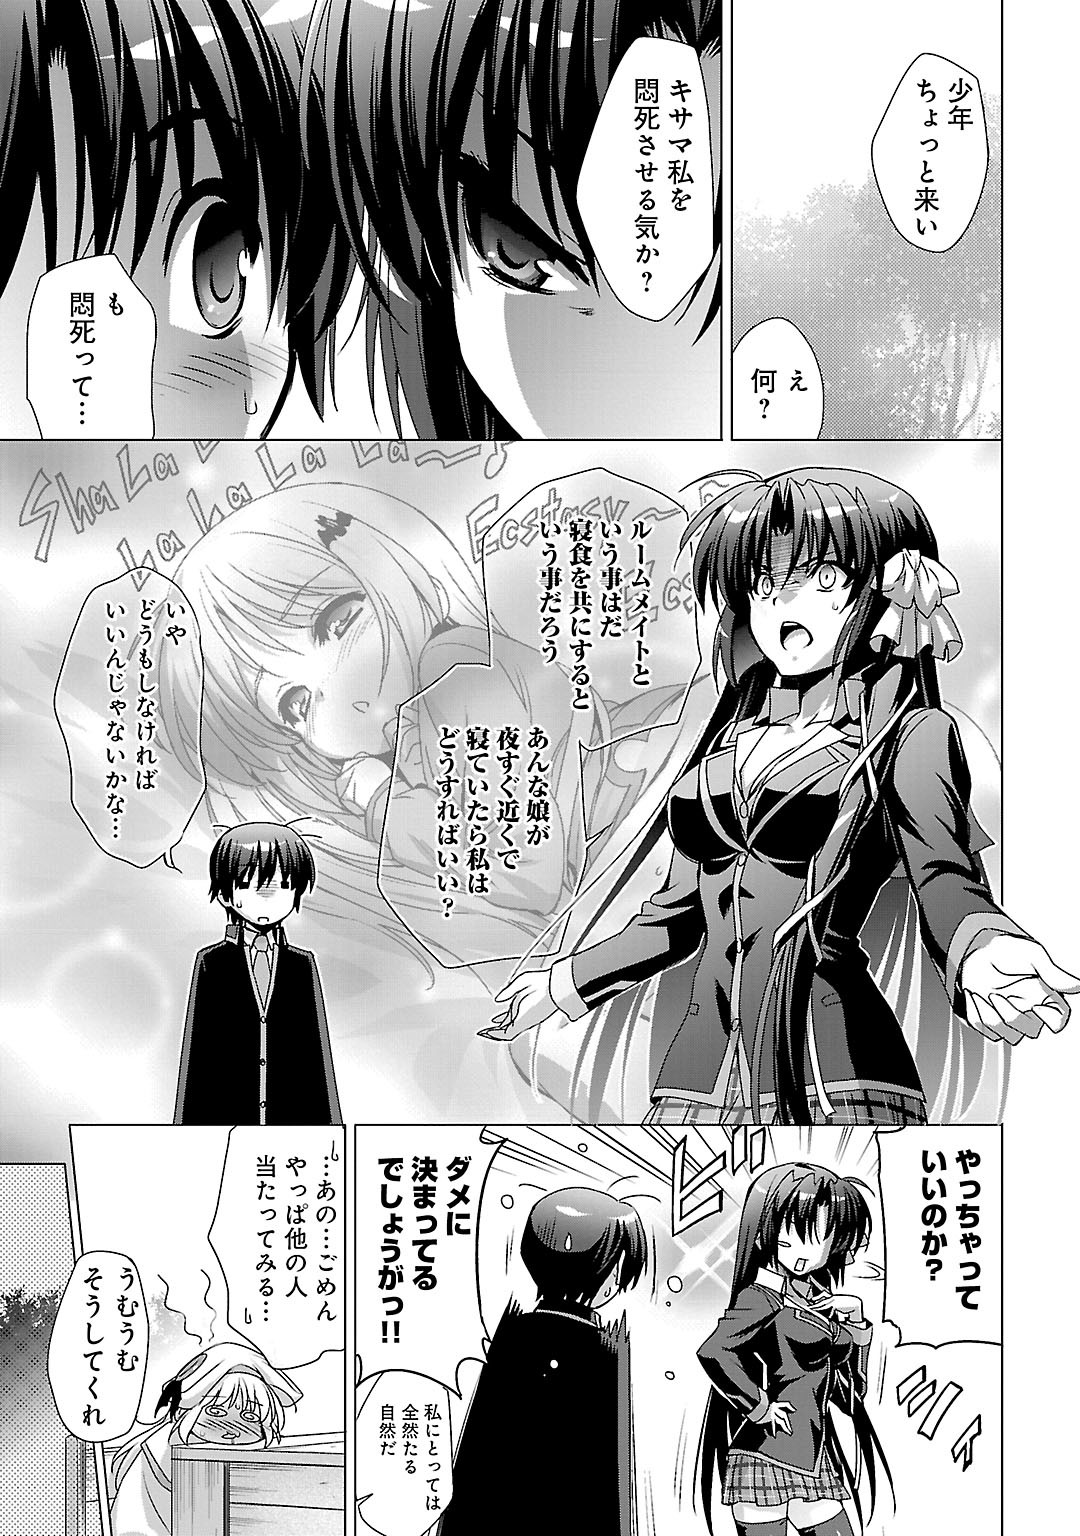 少年
ちょっと来い
え
何?
キサマ私を
悶死させる気か?
も
悶死って…
Sha La La
La La La La La〜♪
La La
Ecstasy〜
ルームメイトと
いう事はだ
寝食を共にすると
いう事だろう
あんな娘が
夜すぐ近くで
寝ていたら私は
どうすればいい?
いや
どうもしなければ
いいんじゃないかな…
やっちゃって
いいのか?
ビシィ
ダメに
決まってる
でしょうがっ!!
私にとっては
全然たる
自然だ
…あの…ごめん
やっぱ他の人
当たってみる…
うむうむ
そうしてくれ